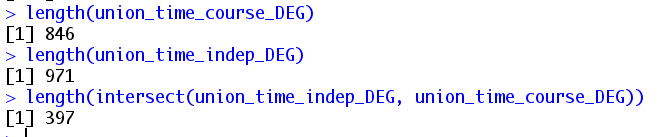 > length(union_time_course_DEG)
[1] 846
> length(union_time_indep_DEG)
[1] 971
> length(intersect(union_time_indep_DEG, union_time_course_DEG))
[1] 397